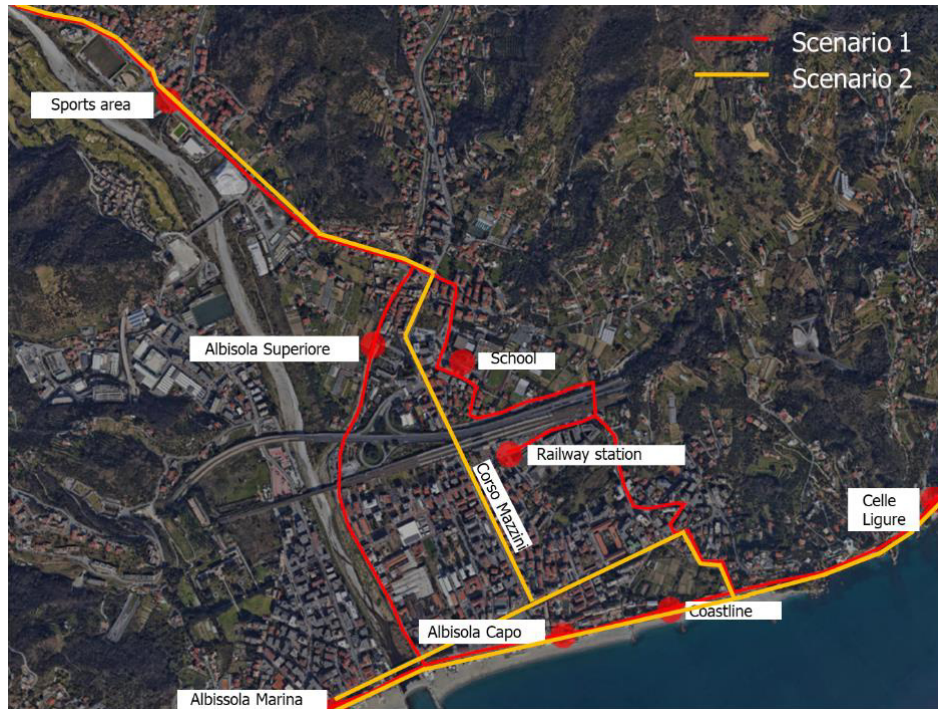 Scenario 1
Scenario 2
Sports area
Albisola Superiore
School
Railway station
Corso Mazzini
Celle
Ligure
Coastline
Albisola Capo
Albissola Marina